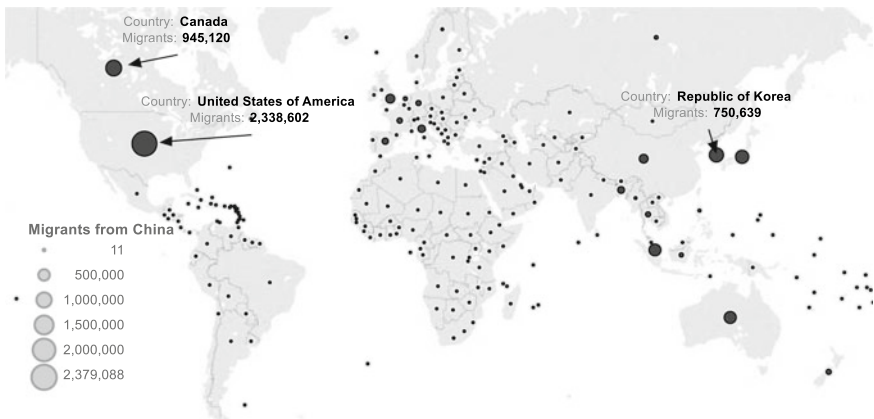 Country: Canada
Migrants: 945,120
Country: United States of America
Migrants: 2,338,602
Country: Republic of Korea
Migrants: 750,639
Migrants from China
11
500,000
1,000,000
1,500,000
2,000,000
2,379,088